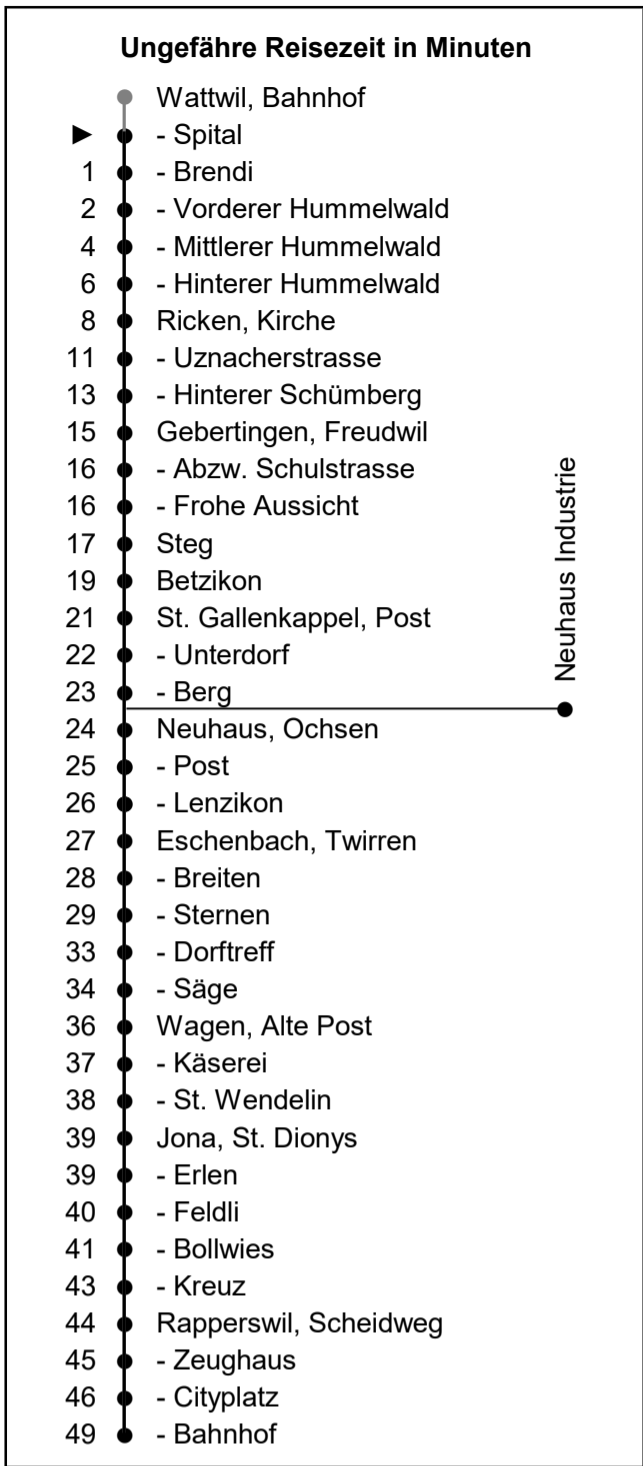 Ungefähre Reisezeit in Minuten
Wattwil, Bahnhof
► - Spital
1 - Brendi
2 - Vorderer Hummelwald
4 - Mittlerer Hummelwald
6 - Hinterer Hummelwald
8 Ricken, Kirche
11 - Uznacherstrasse
13 - Hinterer Schümberg
15 Gebertingen, Freudwil
16 - Abzw. Schulstrasse
16 - Frohe Aussicht
17 Steg
19 Betzikon
21 St. Gallenkappel, Post
22 - Unterdorf
23 - Berg
Neuhaus Industrie
24 Neuhaus, Ochsen
25 - Post
26 - Lenzikon
27 Eschenbach, Twirren
28 - Breiten
29 - Sternen
33 - Dorftreff
34 - Säge
36 Wagen, Alte Post
37 - Käserei
38 - St. Wendelin
39 Jona, St. Dionys
39 - Erlen
40 - Feldli
41 - Bollwies
43 - Kreuz
44 Rapperswil, Scheidweg
45 - Zeughaus
46 - Cityplatz
49 - Bahnhof